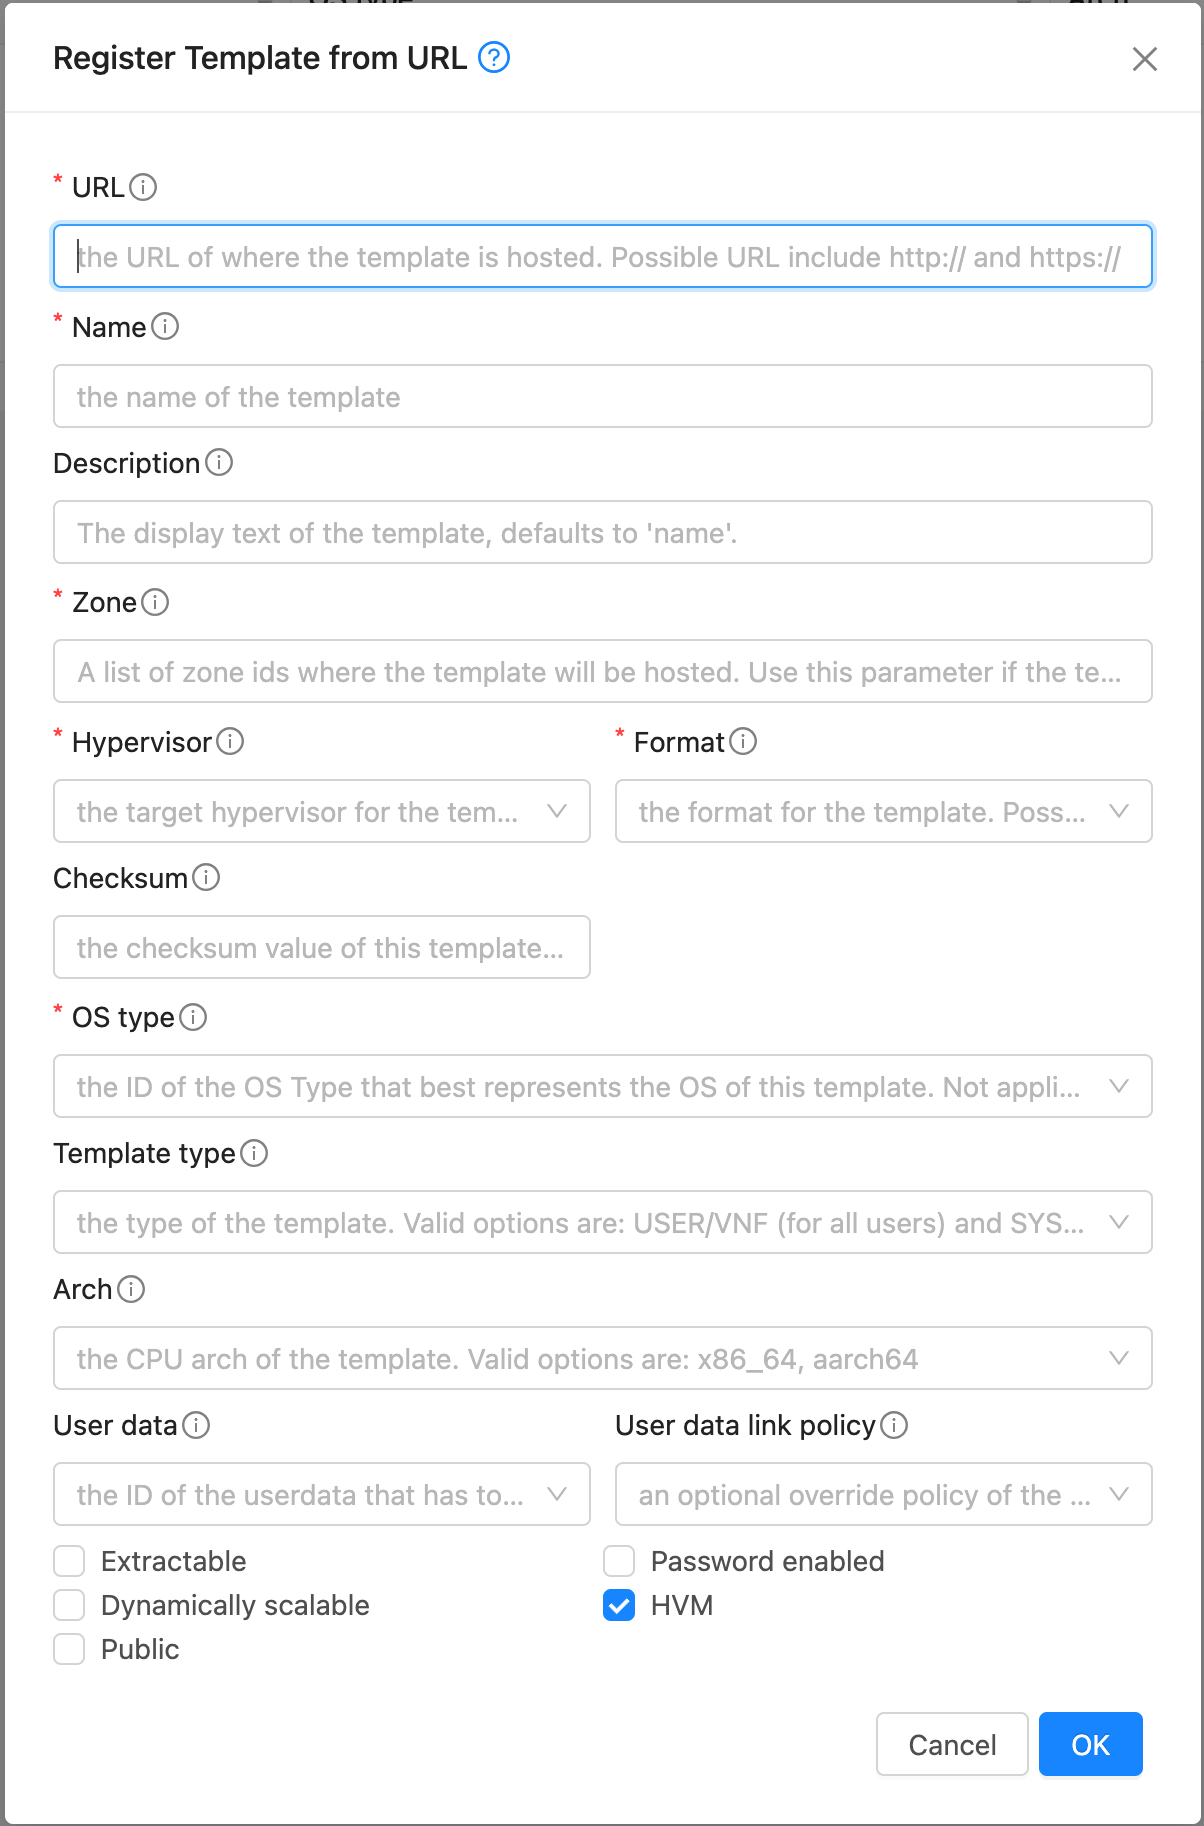 Register Template from URL ?
* URL
the URL of where the template is hosted. Possible URL include http:// and https://
* Name
the name of the template
Description
The display text of the template, defaults to 'name'.
* Zone
A list of zone ids where the template will be hosted. Use this parameter if the te...
* Hypervisor * Format
the target hypervisor for the tem... the format for the template. Poss...
Checksum
the checksum value of this template...
* OS type
the ID of the OS Type that best represents the OS of this template. Not appli...
Template type
the type of the template. Valid options are: USER/VNF (for all users) and SYS...
Arch
the CPU arch of the template. Valid options are: x86_64, aarch64
User data User data link policy
the ID of the userdata that has to... an optional override policy of the ...
Extractable Password enabled
Dynamically scalable HVM
Public
Cancel OK